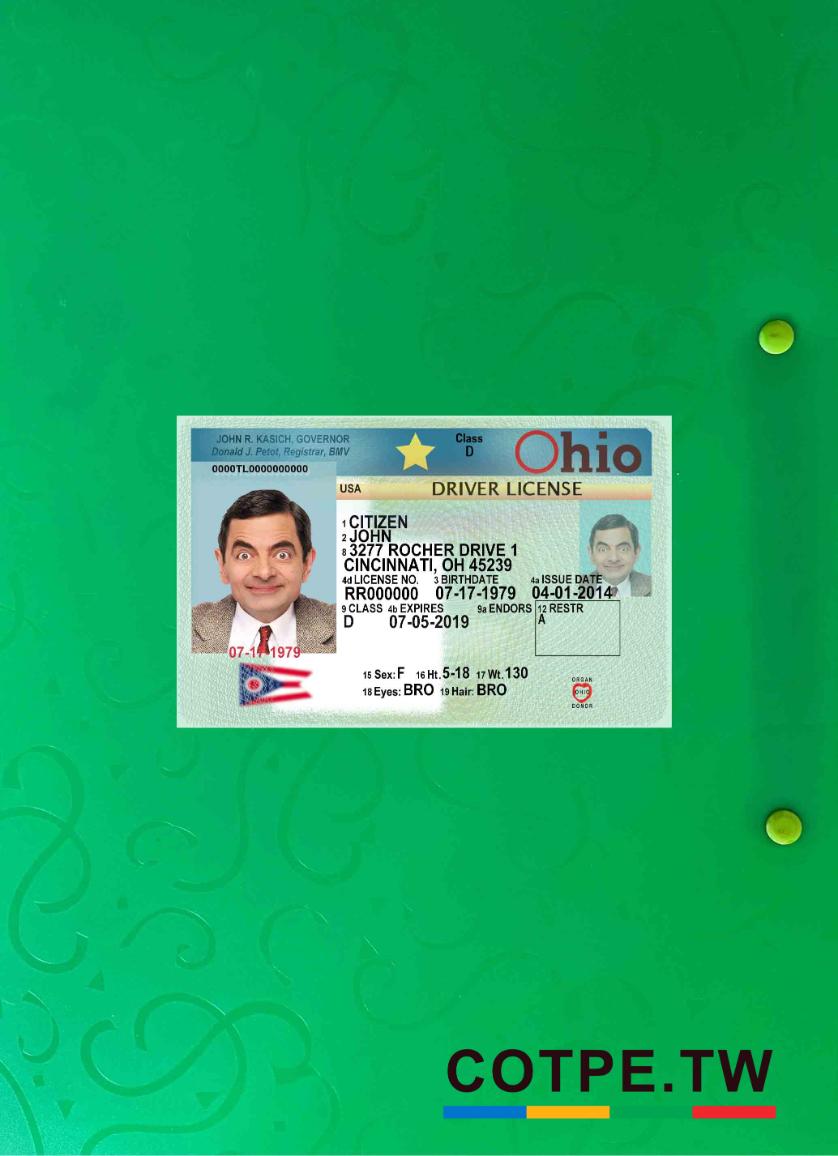 JOHN R. KASICH, GOVERNOR
Donald J. Petot, Registrar, BMV
0000TL0000000000
Class
D
Ohio
USA
DRIVER LICENSE
1 CITIZEN
2 JOHN
8 3277 ROCHER DRIVE 1
CINCINNATI, OH 45239
4d LICENSE NO. 3 BIRTHDATE 4a ISSUE DATE
RR000000 07-17-1979 04-01-2014
9 CLASS 4b EXPIRES 9a ENDORS 12 RESTR
D 07-05-2019 A
07-17-1979
15 Sex: F 16 Ht. 5-18 17 Wt. 130
18 Eyes: BRO 19 Hair: BRO
ORGAN
OHIO
DONOR
COTPE.TW